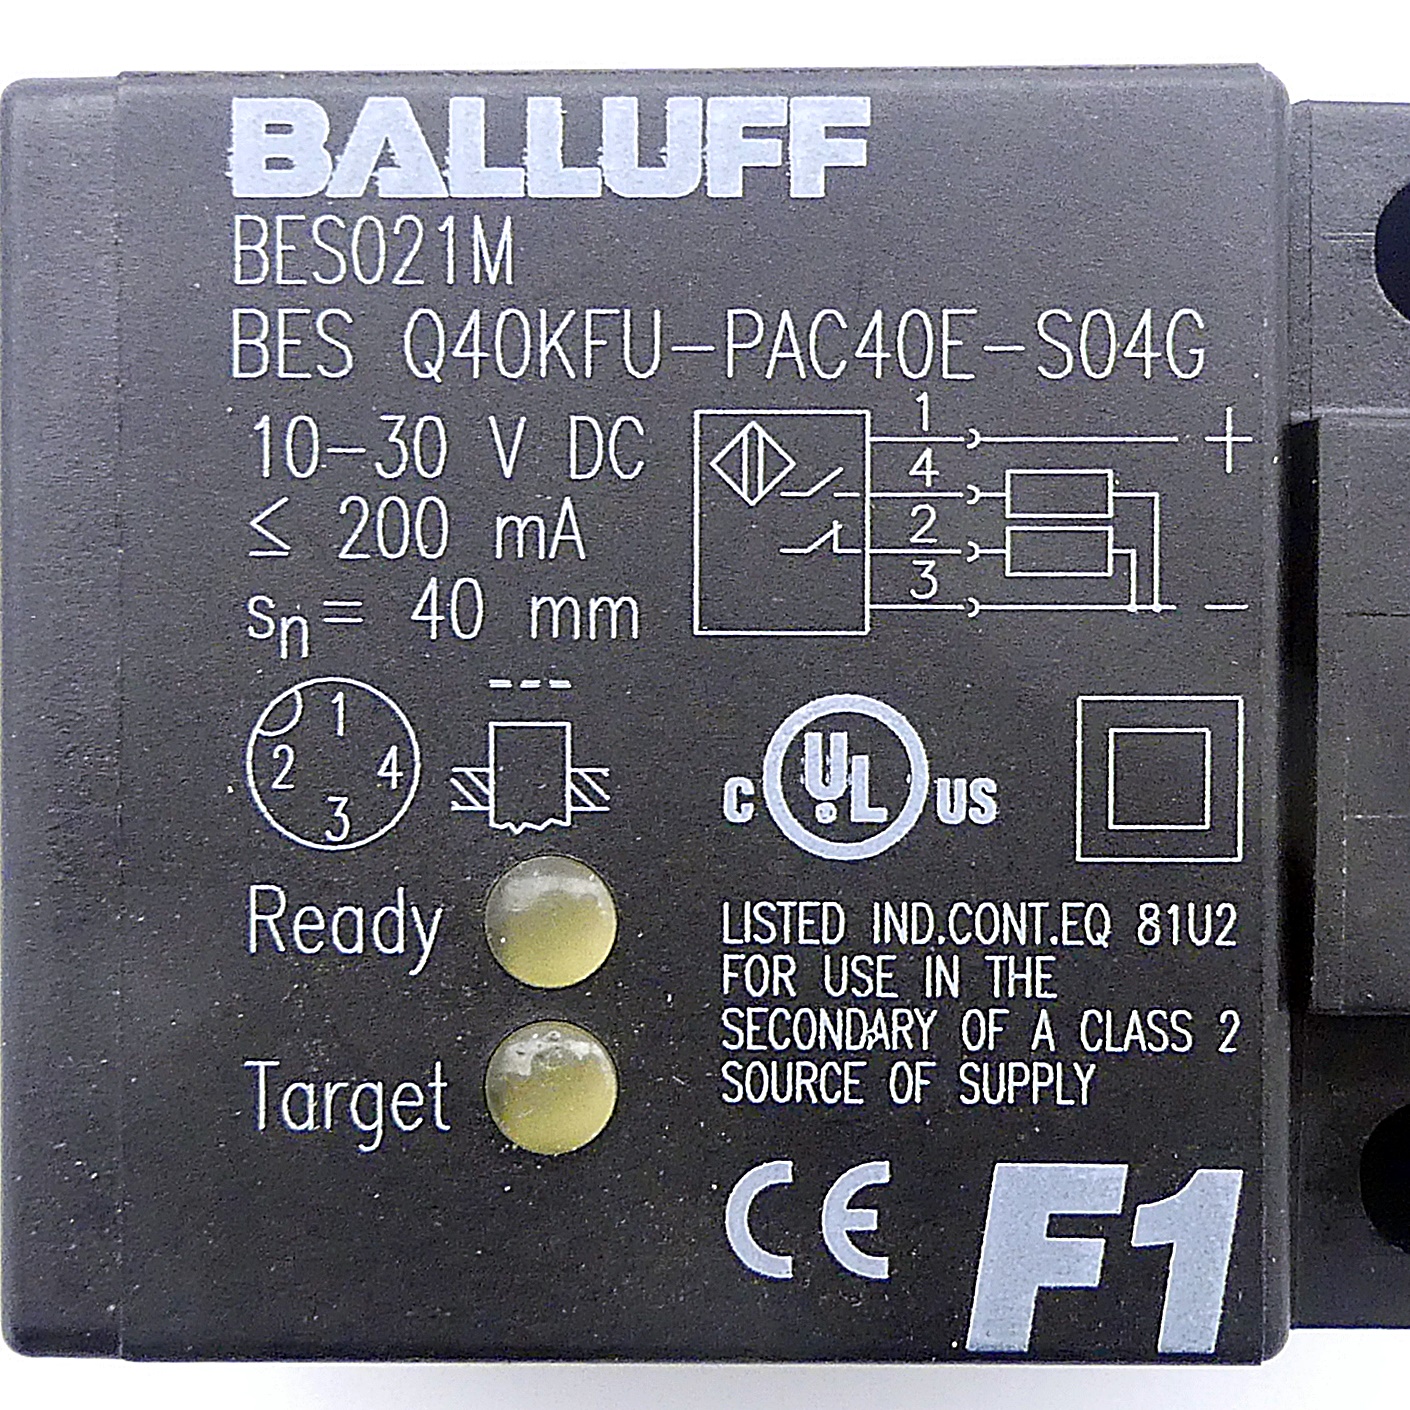 BALLUFF
BES021M
BES Q40KFU-PAC40E-S04G
10-30 V DC
≤ 200 mA
sn= 40 mm
1
4
2
3
+
−
1
2 4
3
C UL US
Ready
Target
LISTED IND.CONT.EQ 81U2
FOR USE IN THE
SECONDARY OF A CLASS 2
SOURCE OF SUPPLY
CE F1